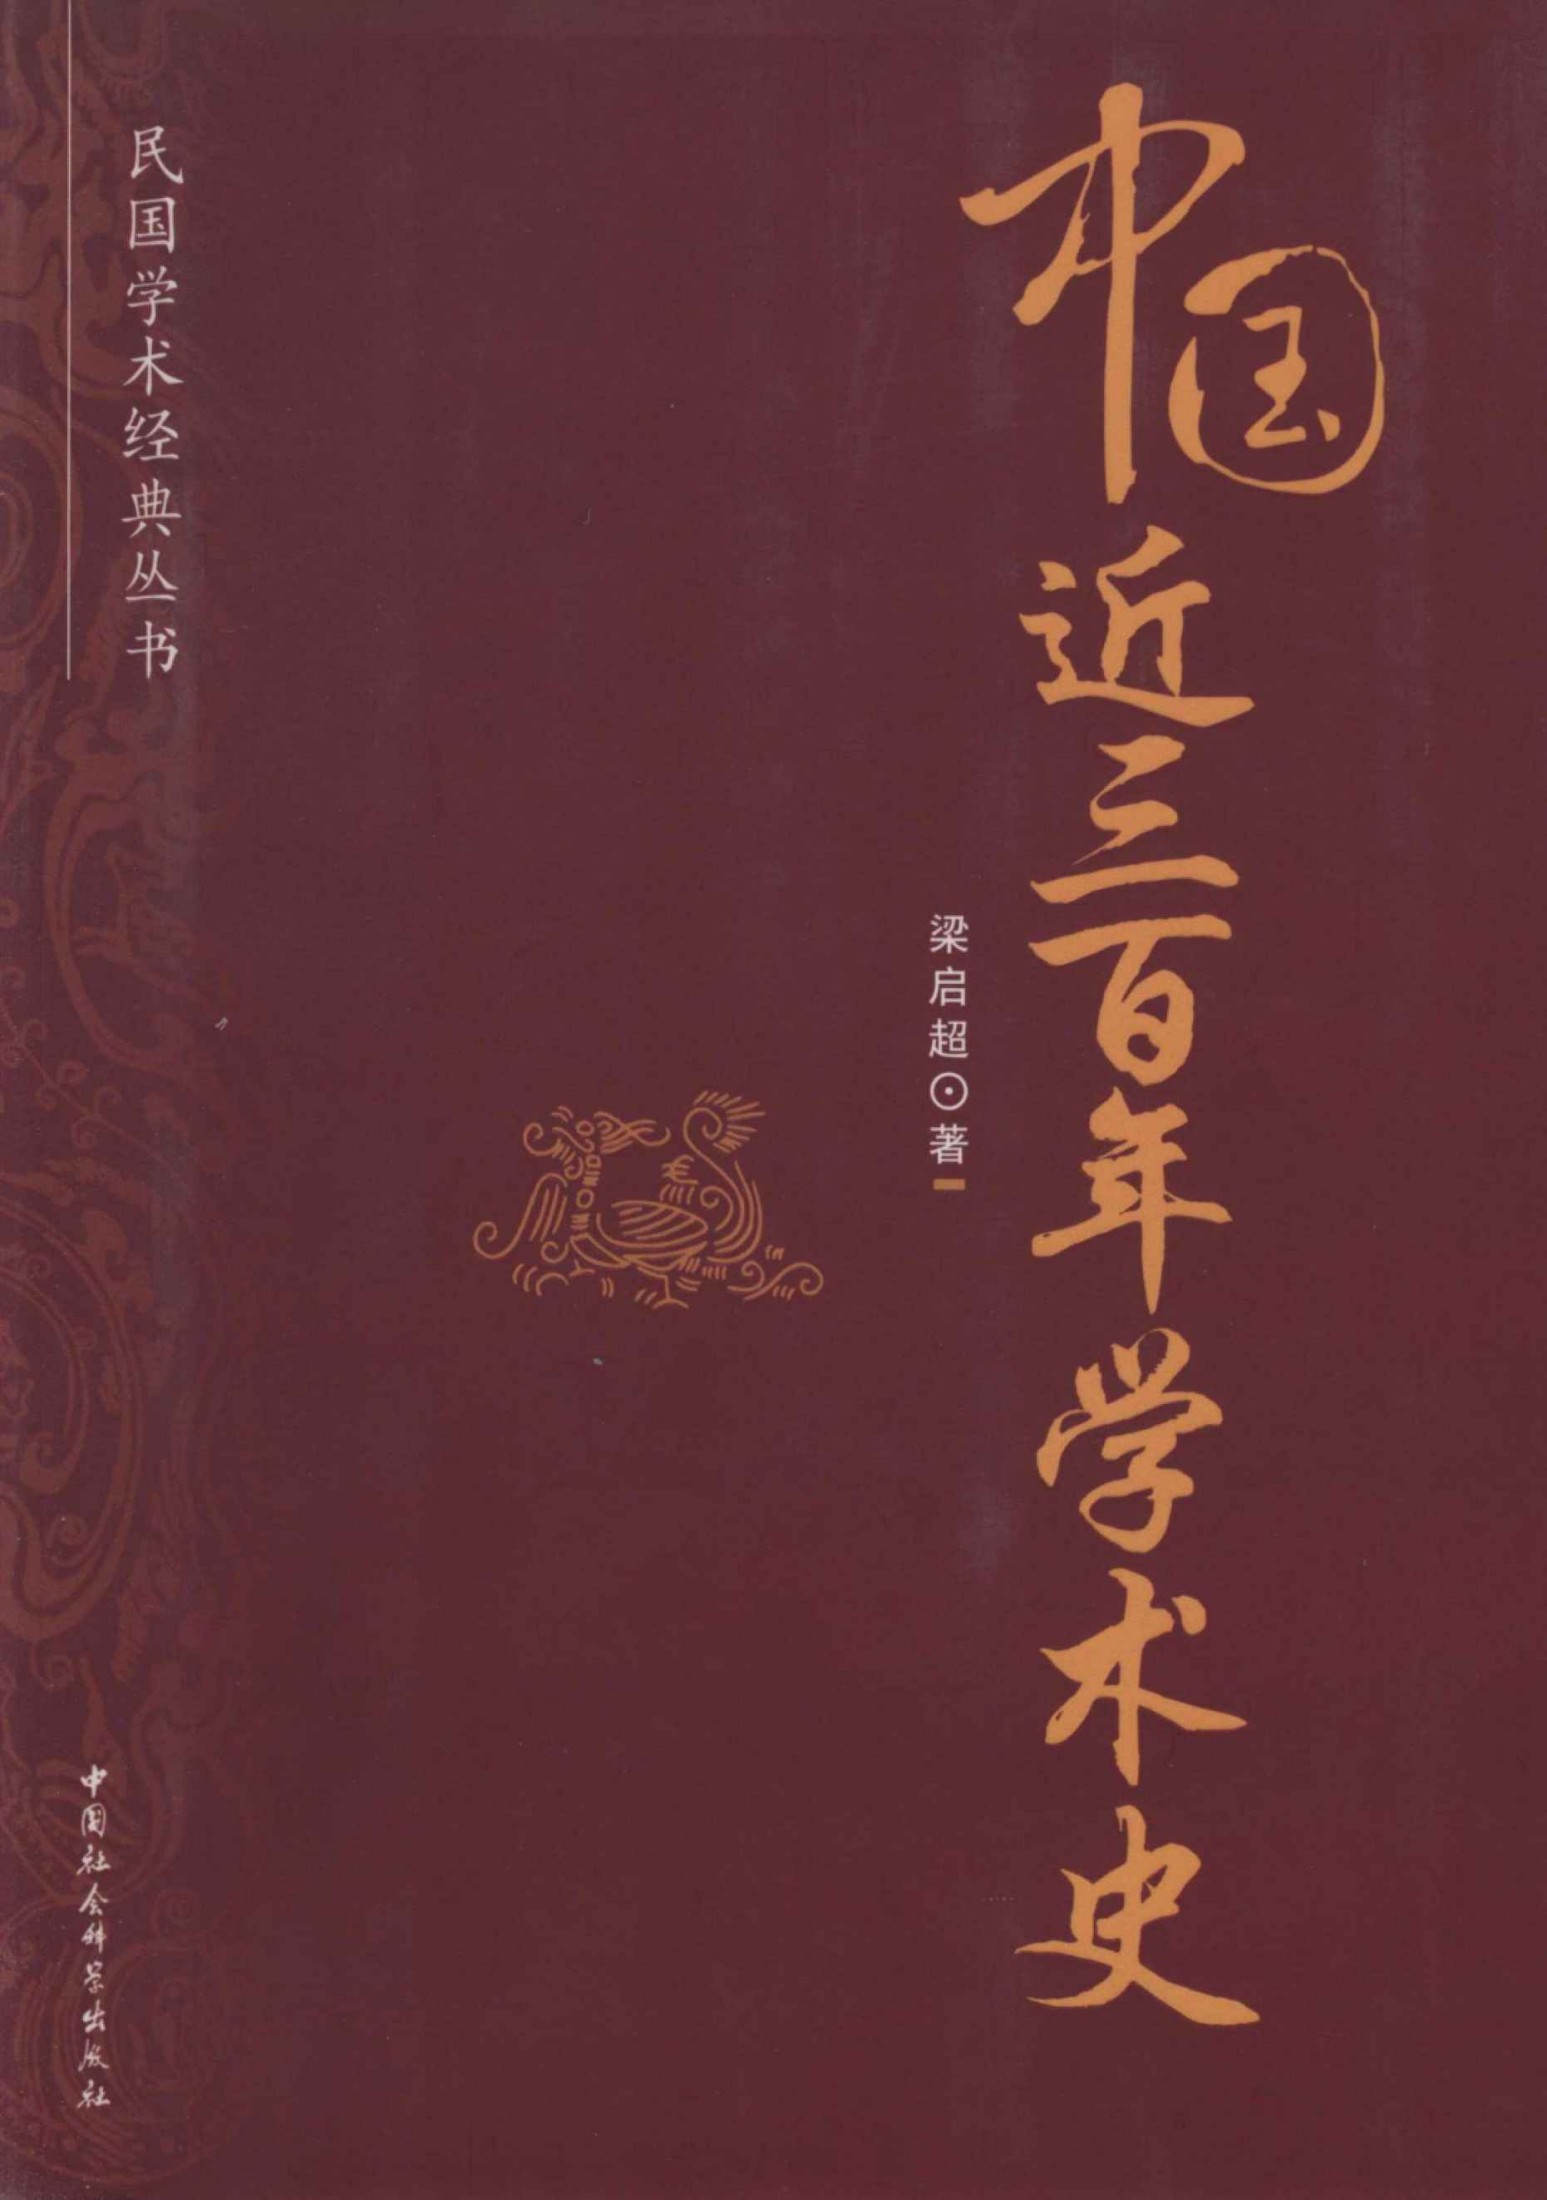 中国近三百年学术史
梁启超⊙著
民国学术经典丛书
中国社会科学出版社